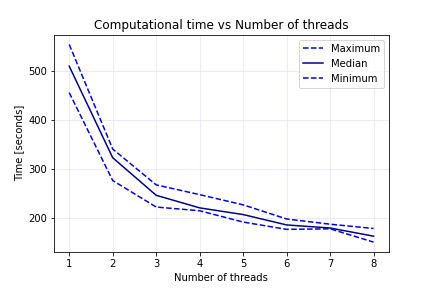 Computational time vs Number of threads
Maximum
Median
Minimum
Time [seconds]
500
400
300
200
1 2 3 4 5 6 7 8
Number of threads